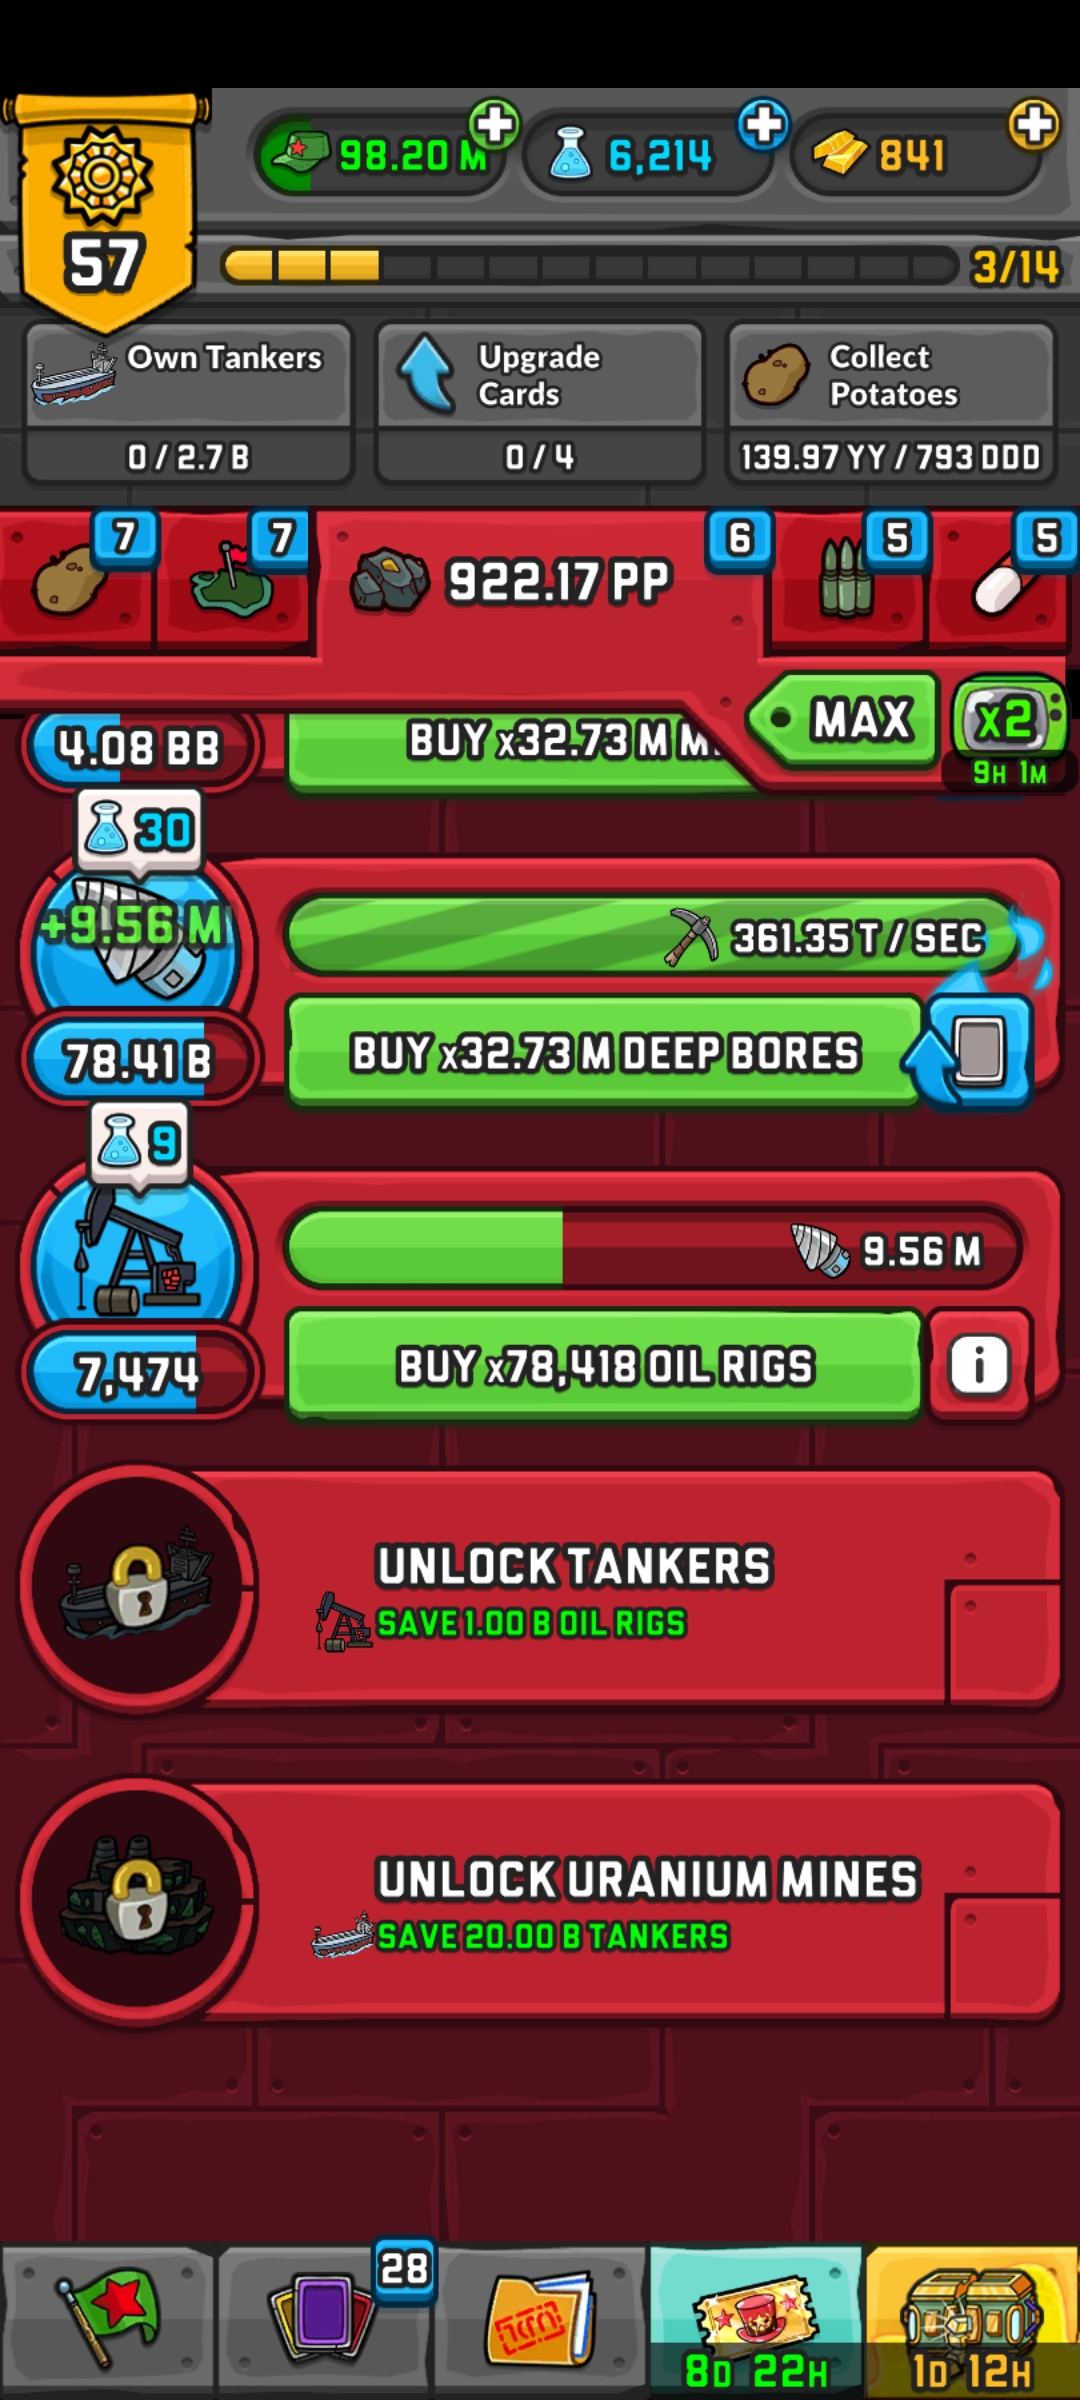 98.20 M
6,214
841
57
3/14
Own Tankers
0 / 2.7 B
Upgrade
Cards
0 / 4
Collect
Potatoes
139.97 YY / 793 DDD
7
7
922.17 PP
6
5
5
MAX
x2
9H 1M
4.08 BB
BUY x32.73 M
30
+9.56 M
361.35 T / SEC
78.41 B
BUY x32.73 M DEEP BORES
9
9.56 M
7,474
BUY x78,418 OIL RIGS
i
UNLOCK TANKERS
SAVE 1.00 B OIL RIGS
UNLOCK URANIUM MINES
SAVE 20.00 B TANKERS
28
8D 22H
1D 12H